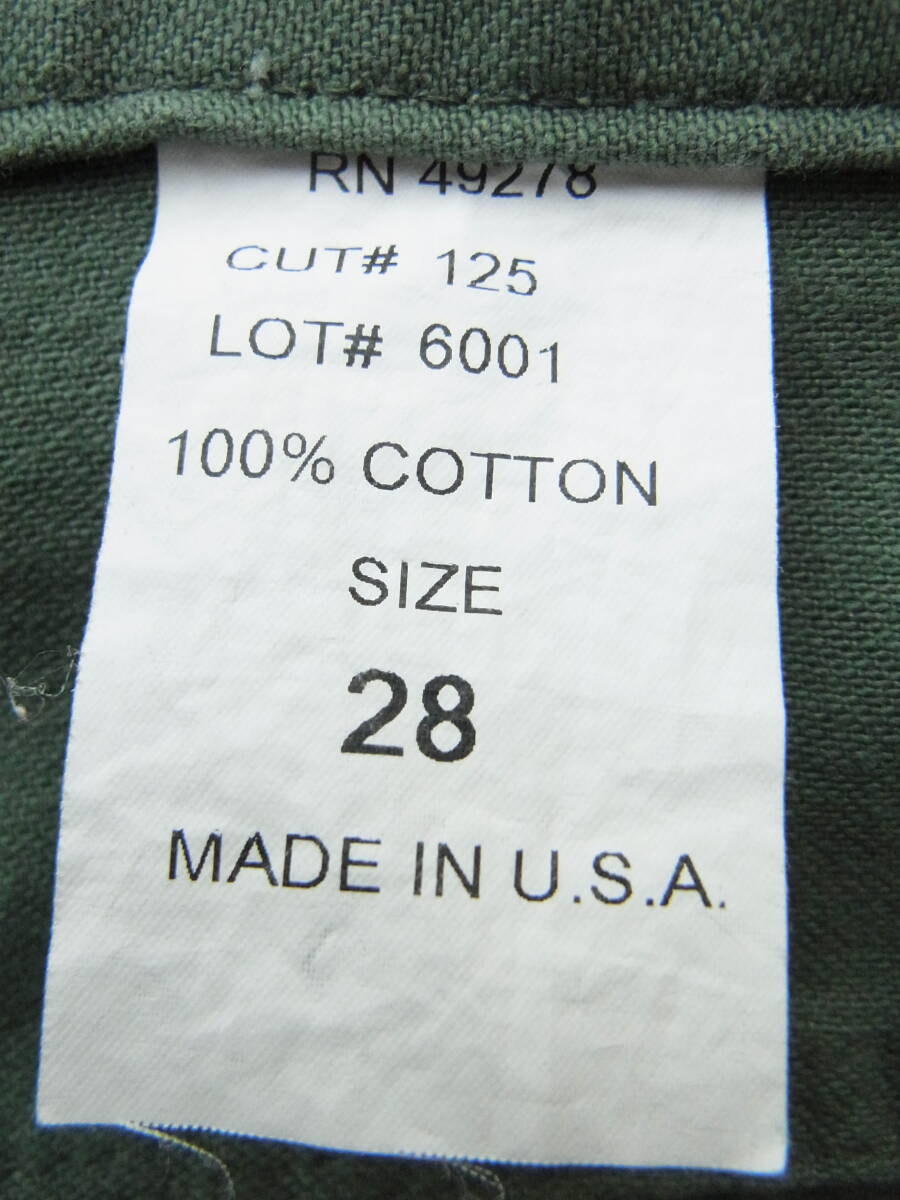 RN 49278
CUT# 125
LOT# 6001
100% COTTON
SIZE
28
MADE IN U.S.A.